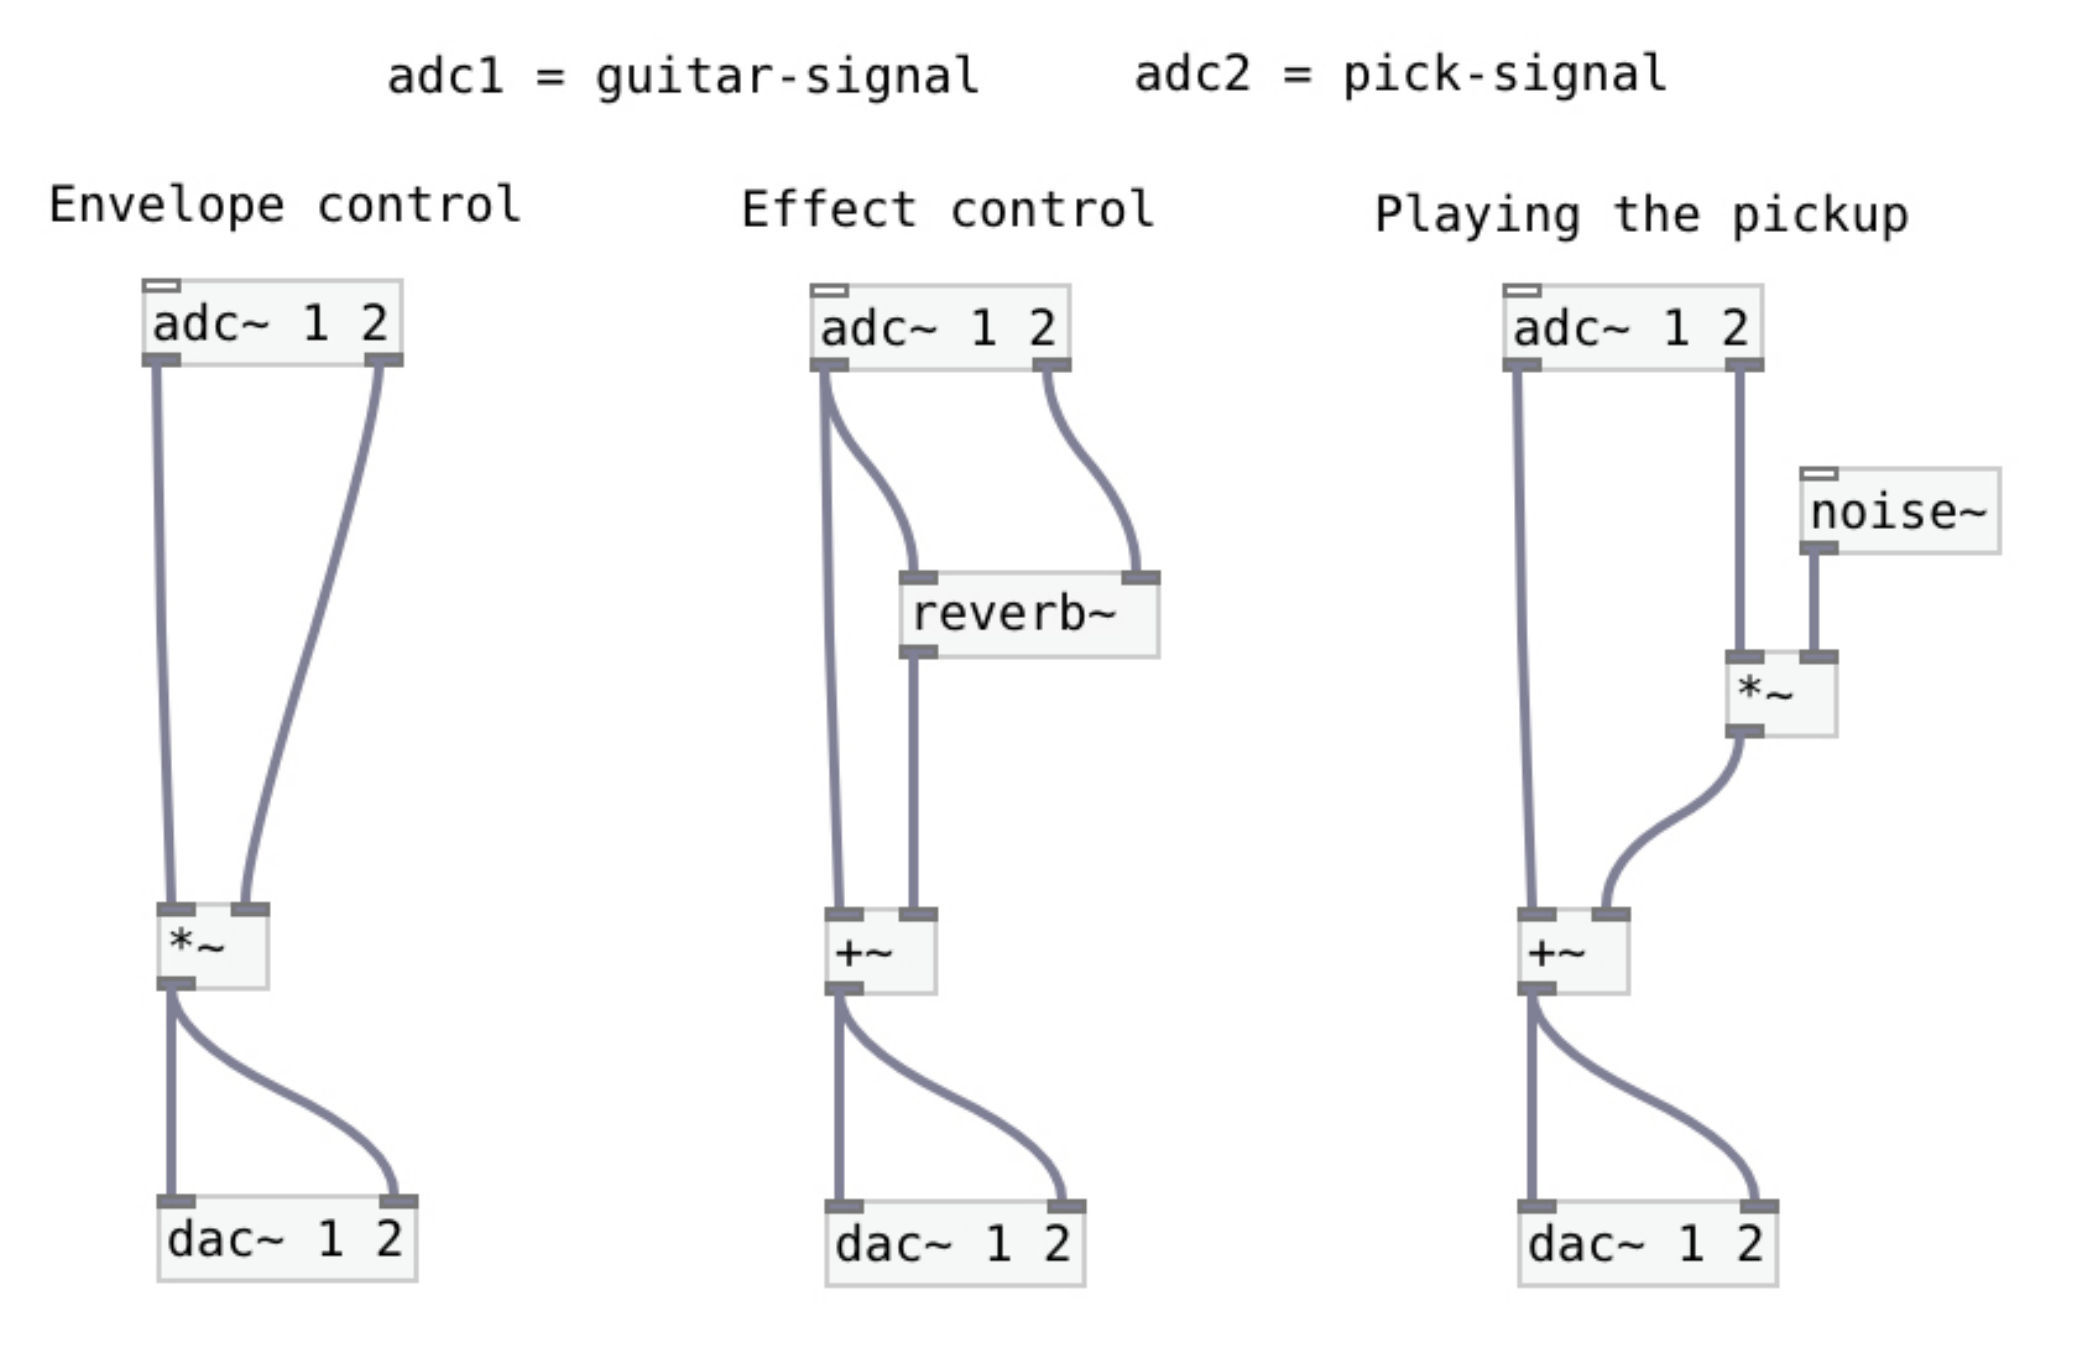 adc1 = guitar-signal
adc2 = pick-signal
Envelope control
adc~ 1 2
*~
dac~ 1 2
Effect control
adc~ 1 2
reverb~
+~
dac~ 1 2
Playing the pickup
adc~ 1 2
noise~
*~
+~
dac~ 1 2